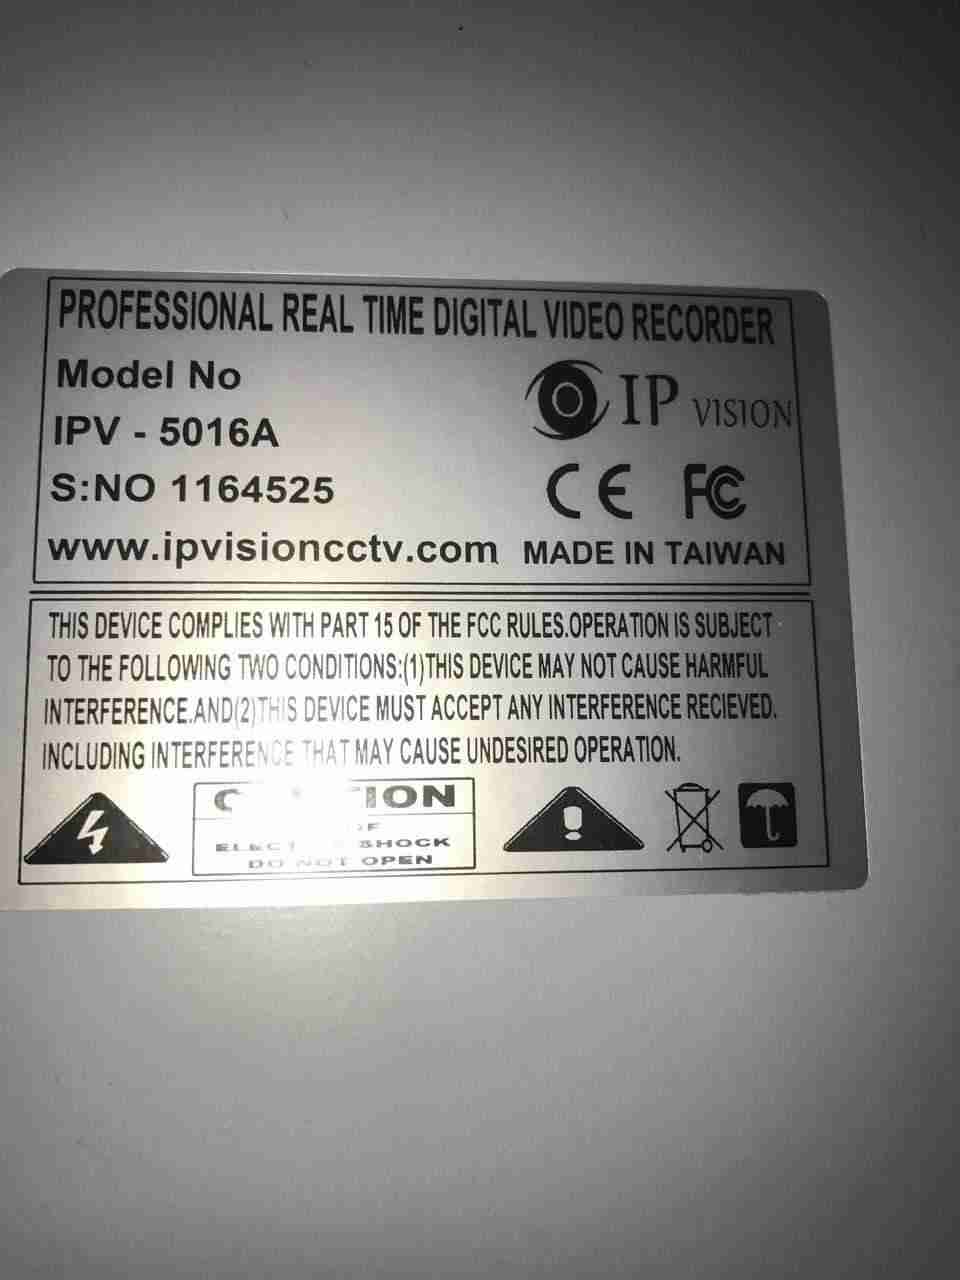 PROFESSIONAL REAL TIME DIGITAL VIDEO RECORDER
Model No
IP VISION
IPV - 5016A
S:NO 1164525
CE FC
www.ipvisioncctv.com MADE IN TAIWAN
THIS DEVICE COMPLIES WITH PART 15 OF THE FCC RULES.OPERATION IS SUBJECT
TO THE FOLLOWING TWO CONDITIONS:(1)THIS DEVICE MAY NOT CAUSE HARMFUL
INTERFERENCE.AND(2)THIS DEVICE MUST ACCEPT ANY INTERFERENCE RECIEVED.
INCLUDING INTERFERENCE THAT MAY CAUSE UNDESIRED OPERATION.
CAUTION
OF
SHOCK
DO NOT OPEN